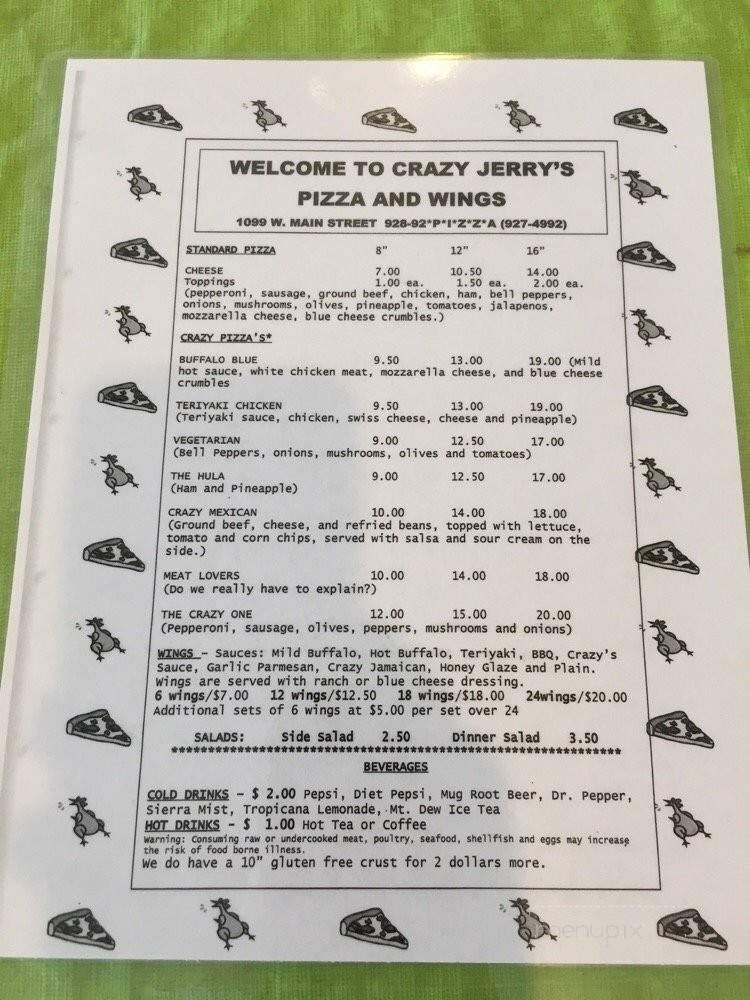 WELCOME TO CRAZY JERRY'S
PIZZA AND WINGS
1099 W. MAIN STREET 928-92*P*I*Z*Z*A (927-4992)
STANDARD PIZZA 8" 12" 16"
CHEESE 7.00 10.50 14.00
Toppings 1.00 ea. 1.50 ea. 2.00 ea.
(pepperoni, sausage, ground beef, chicken, ham, bell peppers,
onions, mushrooms, olives, pineapple, tomatoes, jalapenos,
mozzarella cheese, blue cheese crumbles.)
CRAZY PIZZA'S*
BUFFALO BLUE 9.50 13.00 19.00 (Mild
hot sauce, white chicken meat, mozzarella cheese, and blue cheese
crumbles
TERIYAKI CHICKEN 9.50 13.00 19.00
(Teriyaki sauce, chicken, swiss cheese, cheese and pineapple)
VEGETARIAN 9.00 12.50 17.00
(Bell Peppers, onions, mushrooms, olives and tomatoes)
THE HULA 9.00 12.50 17.00
(Ham and Pineapple)
CRAZY MEXICAN 10.00 14.00 18.00
(Ground beef, cheese, and refried beans, topped with lettuce,
tomato and corn chips, served with salsa and sour cream on the
side.)
MEAT LOVERS 10.00 14.00 18.00
(Do we really have to explain?)
THE CRAZY ONE 12.00 15.00 20.00
(Pepperoni, sausage, olives, peppers, mushrooms and onions)
WINGS - Sauces: Mild Buffalo, Hot Buffalo, Teriyaki, BBQ, Crazy's
Sauce, Garlic Parmesan, Crazy Jamaican, Honey Glaze and Plain.
Wings are served with ranch or blue cheese dressing.
6 wings/$7.00 12 wings/$12.50 18 wings/$18.00 24wings/$20.00
Additional sets of 6 wings at $5.00 per set over 24
SALADS: Side Salad 2.50 Dinner Salad 3.50
BEVERAGES
COLD DRINKS - $ 2.00 Pepsi, Diet Pepsi, Mug Root Beer, Dr. Pepper,
Sierra Mist, Tropicana Lemonade, Mt. Dew Ice Tea
HOT DRINKS - $ 1.00 Hot Tea or Coffee
Warning: Consuming raw or undercooked meat, poultry, seafood, shellfish and eggs may increase
the risk of food borne illness.
We do have a 10" gluten free crust for 2 dollars more.
menupix